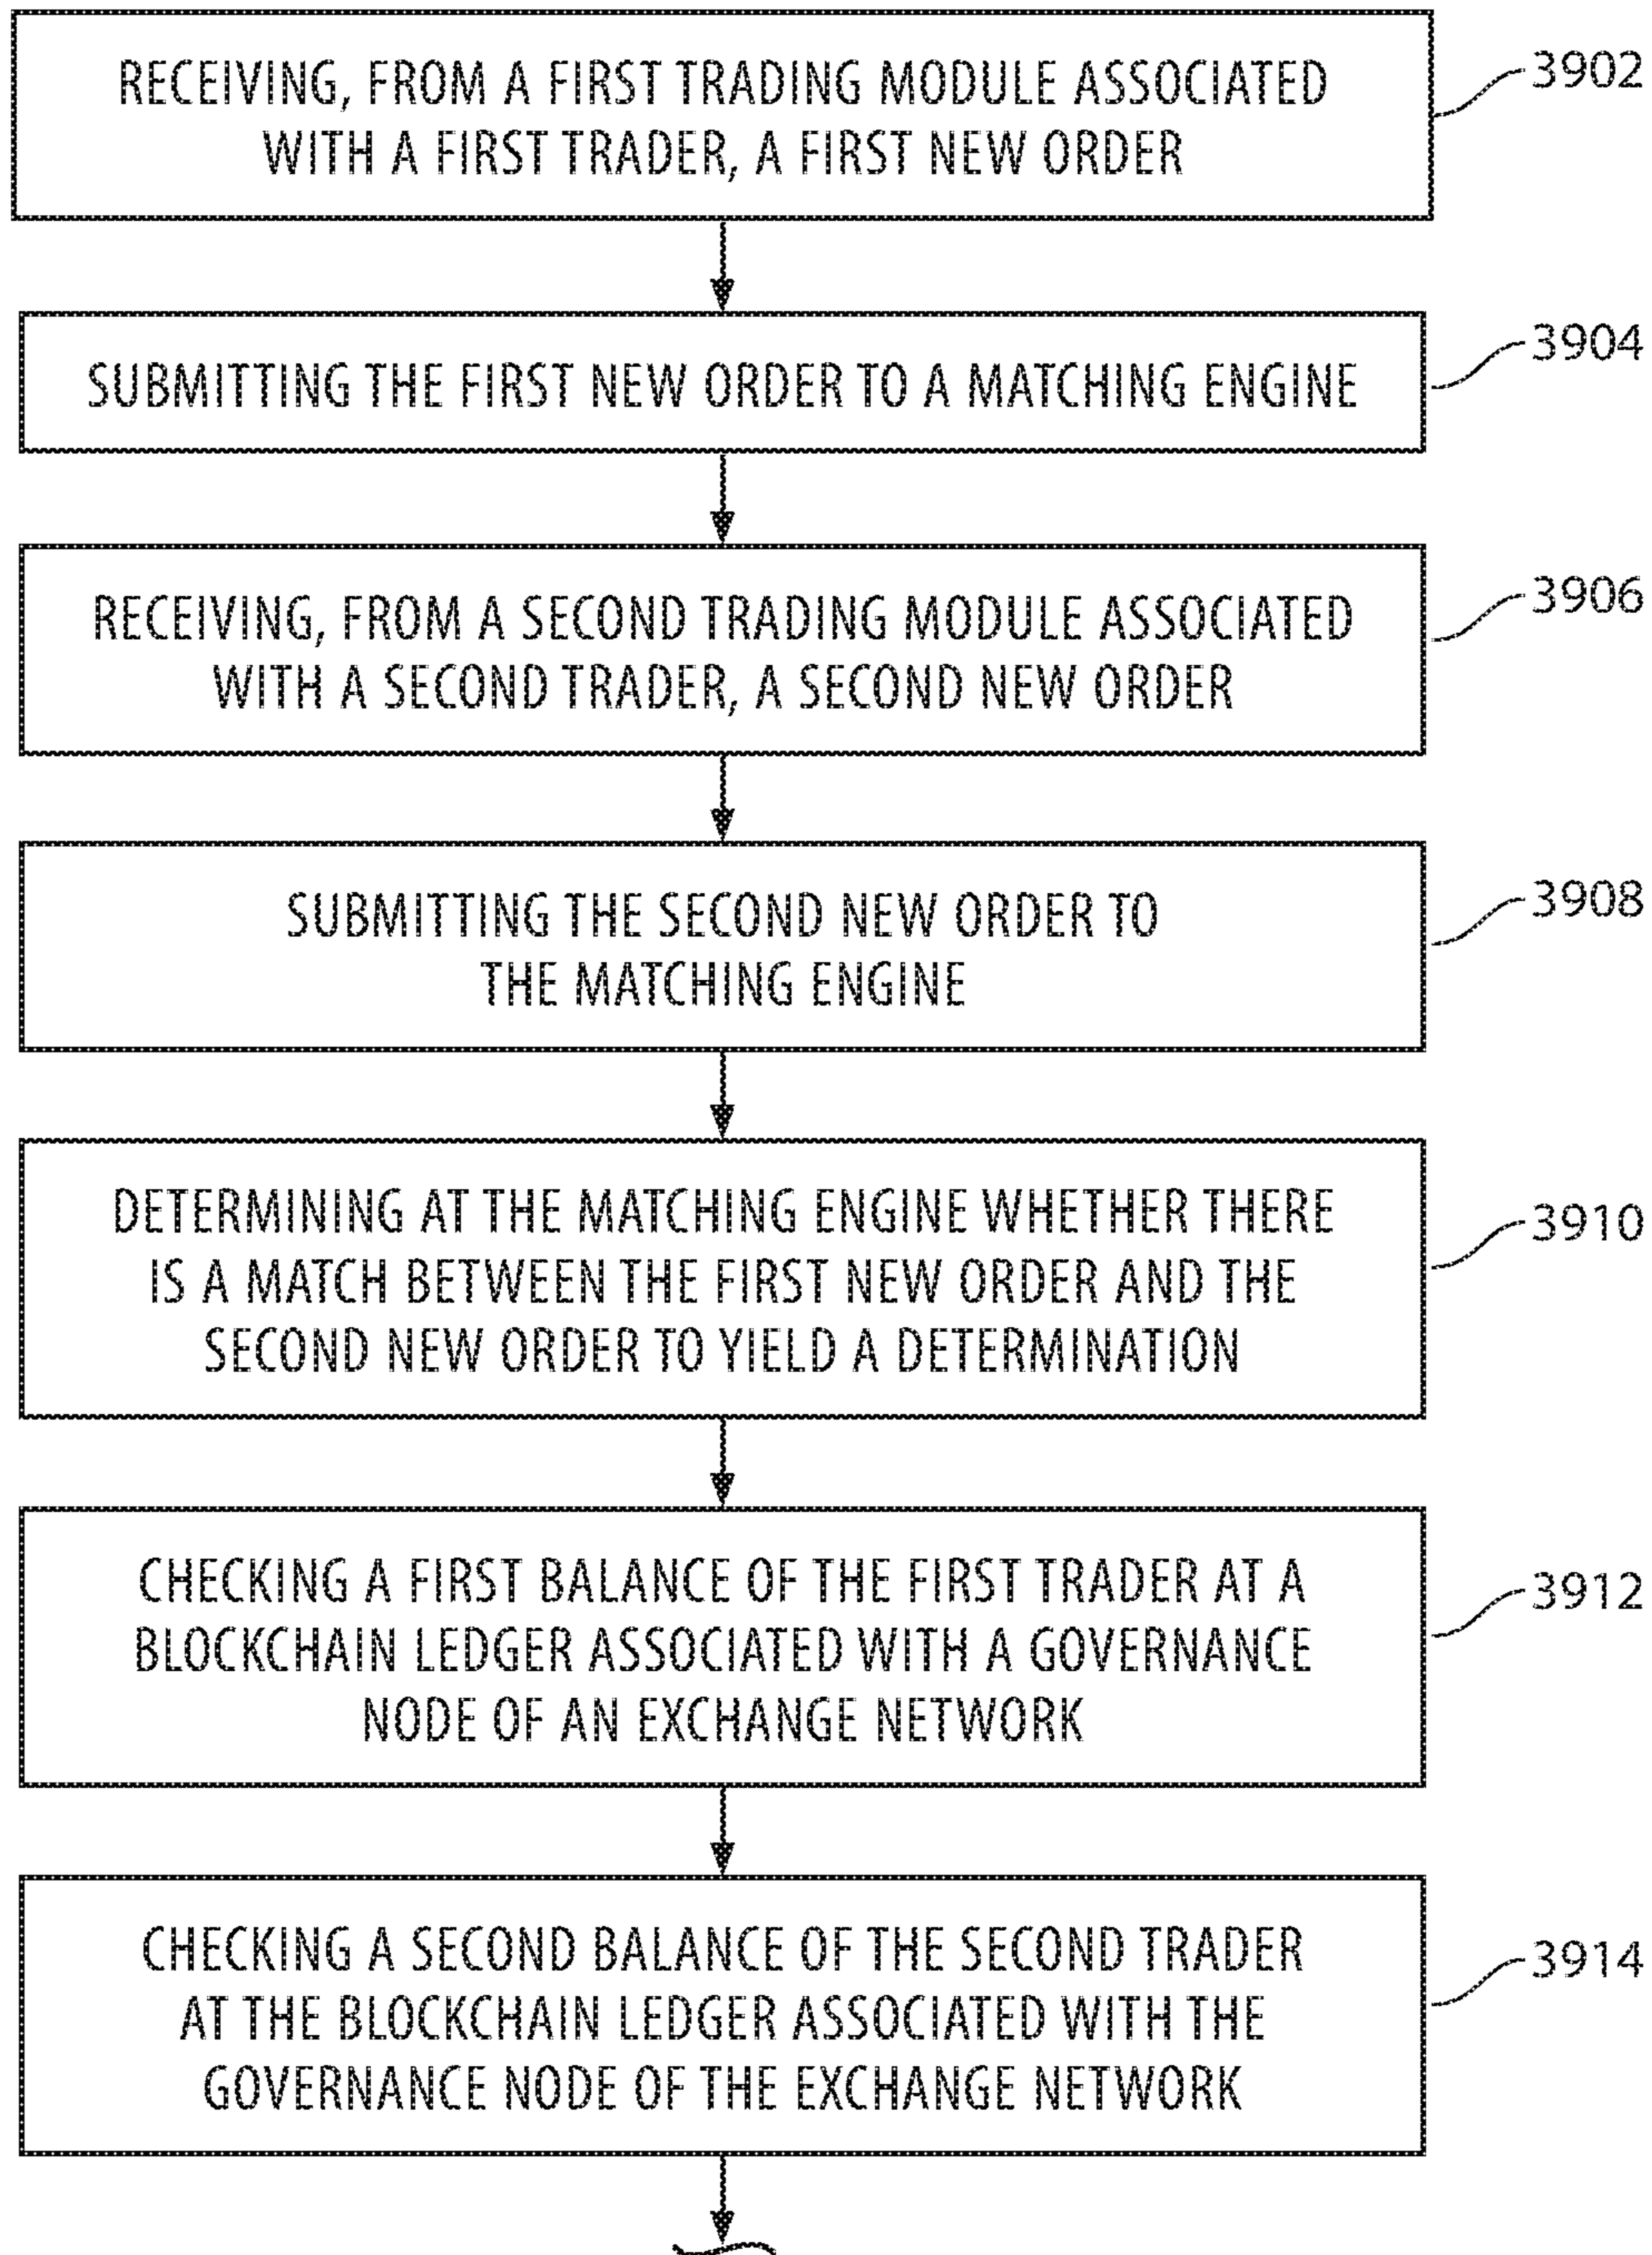 RECEIVING, FROM A FIRST TRADING MODULE ASSOCIATED
WITH A FIRST TRADER, A FIRST NEW ORDER
3902
SUBMITTING THE FIRST NEW ORDER TO A MATCHING ENGINE
3904
RECEIVING, FROM A SECOND TRADING MODULE ASSOCIATED
WITH A SECOND TRADER, A SECOND NEW ORDER
3906
SUBMITTING THE SECOND NEW ORDER TO
THE MATCHING ENGINE
3908
DETERMINING AT THE MATCHING ENGINE WHETHER THERE
IS A MATCH BETWEEN THE FIRST NEW ORDER AND THE
SECOND NEW ORDER TO YIELD A DETERMINATION
3910
CHECKING A FIRST BALANCE OF THE FIRST TRADER AT A
BLOCKCHAIN LEDGER ASSOCIATED WITH A GOVERNANCE
NODE OF AN EXCHANGE NETWORK
3912
CHECKING A SECOND BALANCE OF THE SECOND TRADER
AT THE BLOCKCHAIN LEDGER ASSOCIATED WITH THE
GOVERNANCE NODE OF THE EXCHANGE NETWORK
3914